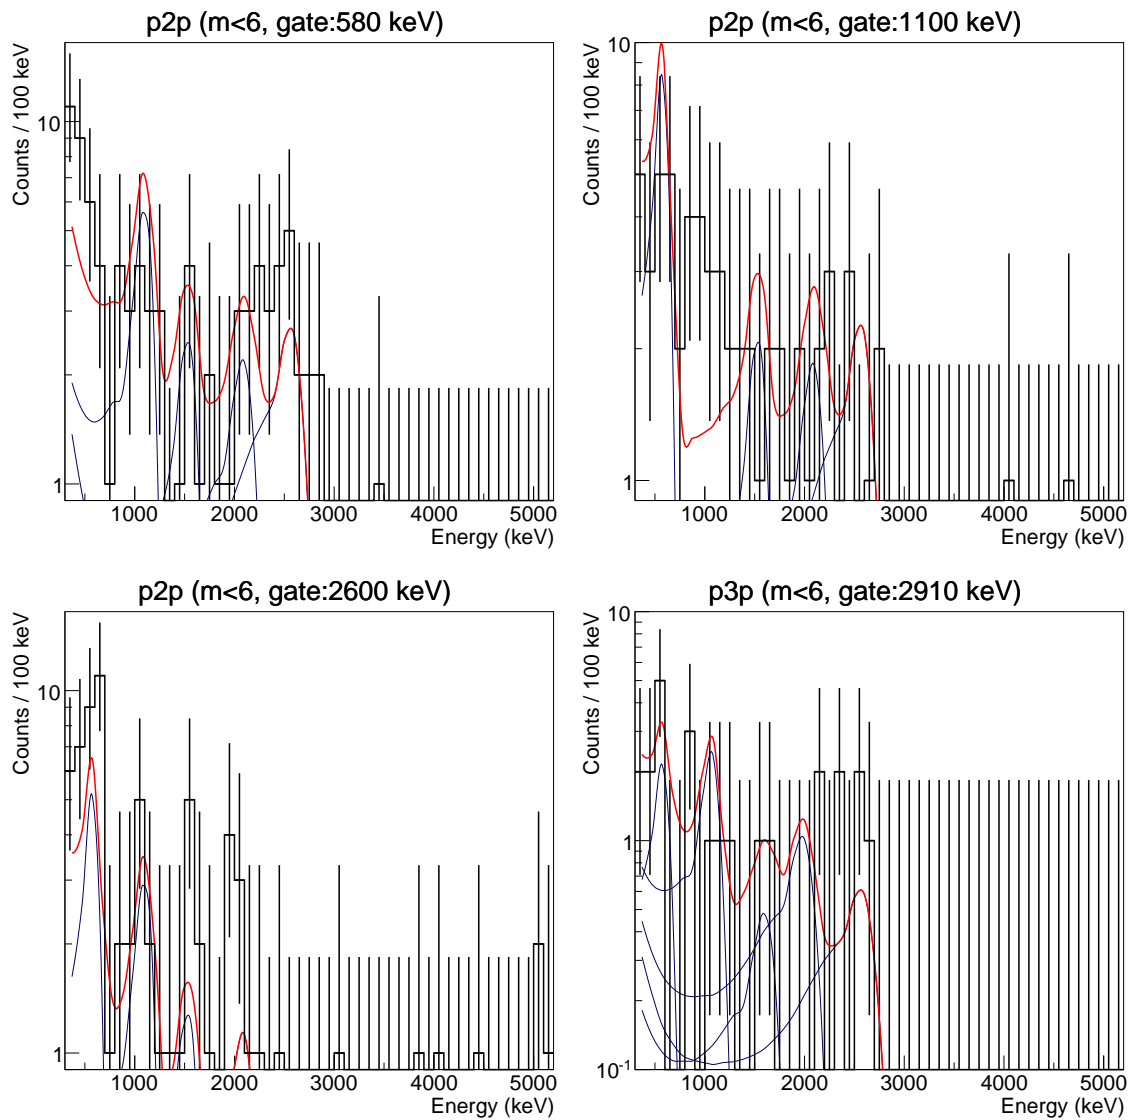 p2p (m<6, gate:580 keV)
Counts / 100 keV
10
1
1000 2000 3000 4000 5000
Energy (keV)
p2p (m<6, gate:1100 keV)
Counts / 100 keV
10
1
1000 2000 3000 4000 5000
Energy (keV)
p2p (m<6, gate:2600 keV)
Counts / 100 keV
10
1
1000 2000 3000 4000 5000
Energy (keV)
p3p (m<6, gate:2910 keV)
Counts / 100 keV
10
1
10⁻¹
1000 2000 3000 4000 5000
Energy (keV)